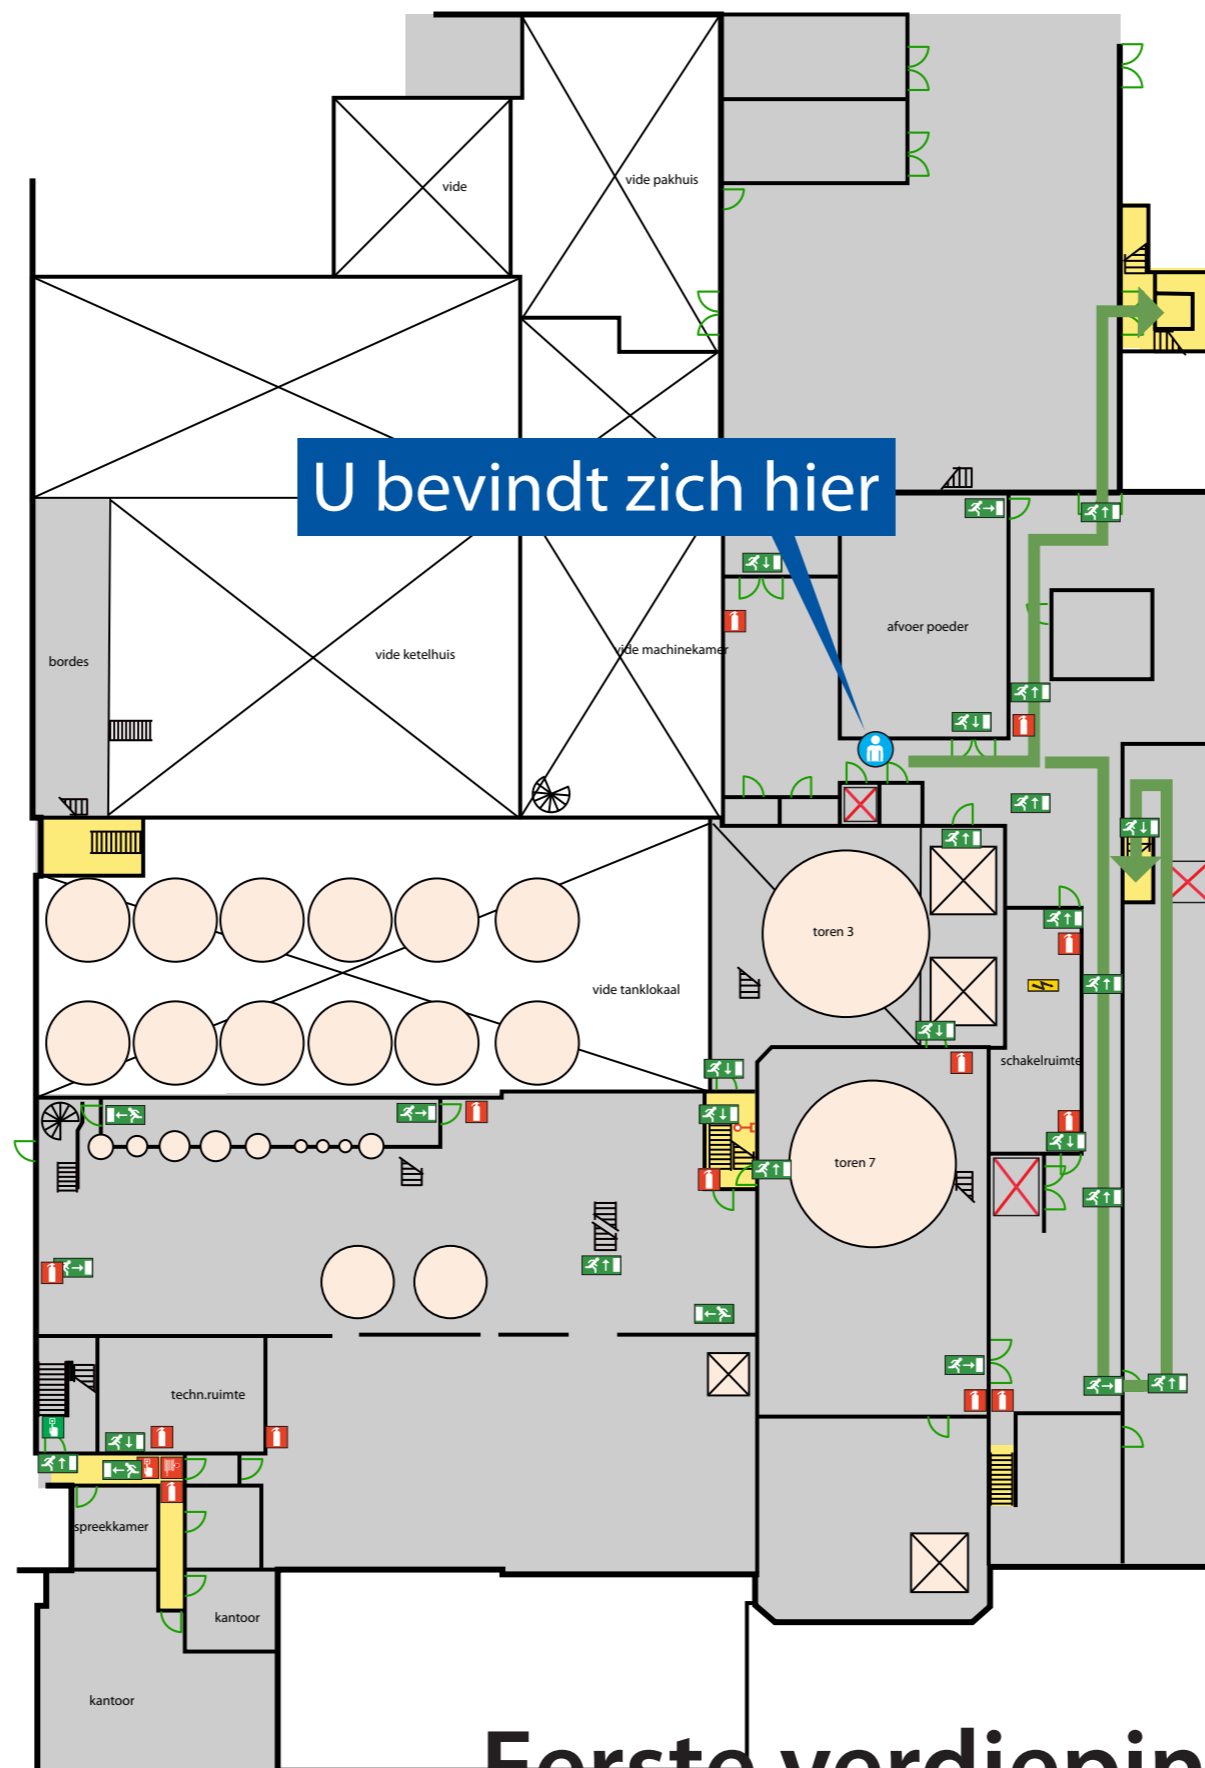 vide
vide pakhuis
U bevindt zich hier
afvoer poeder
bordes
vide ketelhuis
vide machinekamer
toren 3
vide tanklokaal
schakelruimte
toren 7
techn.ruimte
spreekkamer
kantoor
kantoor
Eerste verdiepin